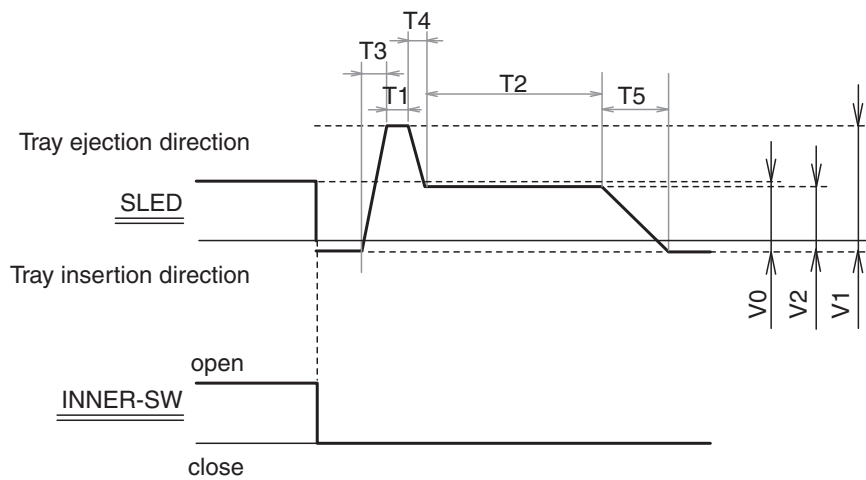 T4
T3
T2
T5
T1
Tray ejection direction
SLED
Tray insertion direction
V0
V2
V1
open
INNER-SW
close